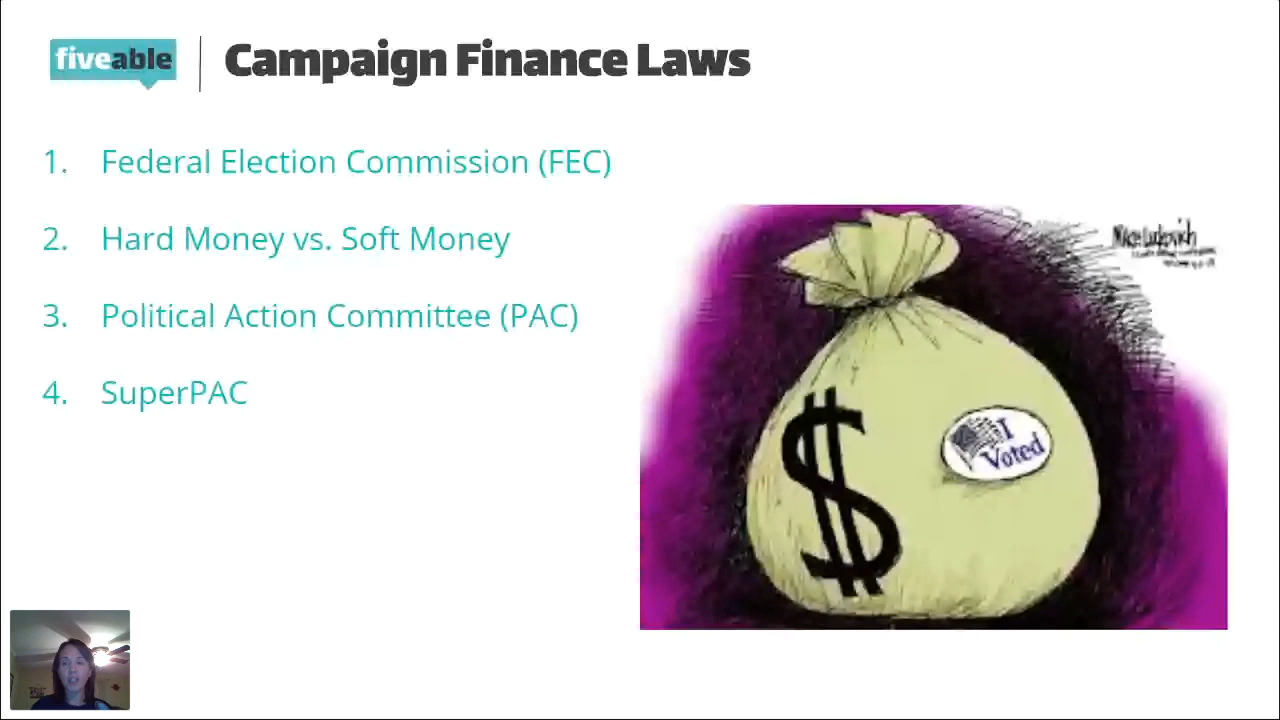 fiveable
Campaign Finance Laws
1. Federal Election Commission (FEC)
2. Hard Money vs. Soft Money
3. Political Action Committee (PAC)
4. SuperPAC
$
I
Voted